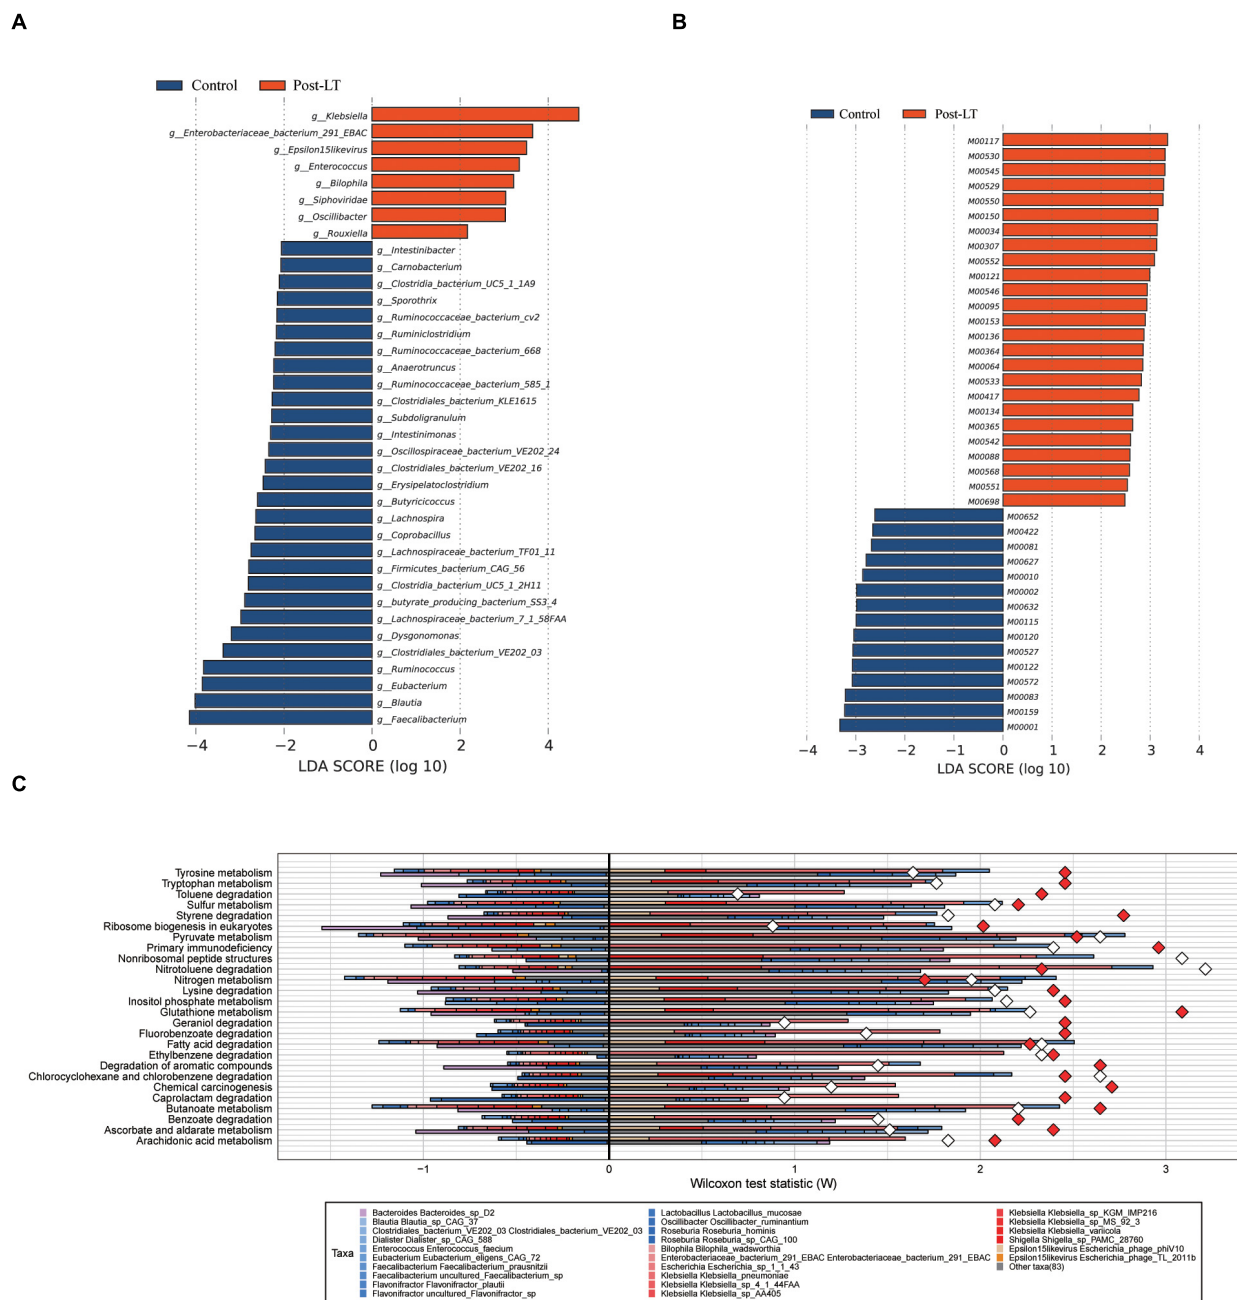 A
Control
Post-LT
g__Klebsiella
g__Enterobacteriaceae_bacterium_291_EBAC
g__Epsilon15likevirus
g__Enterococcus
g__Bilophila
g__Siphoviridae
g__Oscillibacter
g__Rouxiella
g__Intestinibacter
g__Carnobacterium
g__Clostridia_bacterium_UC5_1_1A9
g__Sporothrix
g__Ruminococcaceae_bacterium_cv2
g__Ruminiclostridium
g__Ruminococcaceae_bacterium_668
g__Anaerotruncus
g__Ruminococcaceae_bacterium_585_1
g__Clostridiales_bacterium_KLE1615
g__Subdoligranulum
g__Intestinimonas
g__Oscillospiraceae_bacterium_VE202_24
g__Clostridiales_bacterium_VE202_16
g__Erysipelatoclostridium
g__Butyricicoccus
g__Lachnospira
g__Coprobacillus
g__Lachnospiraceae_bacterium_TF01_11
g__Firmicutes_bacterium_CAG_56
g__Clostridia_bacterium_UC5_1_2H11
g__butyrate_producing_bacterium_SS3_4
g__Lachnospiraceae_bacterium_7_1_58FAA
g__Dysgonomonas
g__Clostridiales_bacterium_VE202_03
g__Ruminococcus
g__Eubacterium
g__Blautia
g__Faecalibacterium
−4 −2 0 2 4
LDA SCORE (log 10)
B
Control
Post-LT
M00117
M00530
M00545
M00529
M00550
M00150
M00034
M00307
M00552
M00121
M00546
M00095
M00153
M00136
M00364
M00064
M00533
M00417
M00134
M00365
M00542
M00088
M00568
M00551
M00698
M00652
M00422
M00081
M00627
M00010
M00002
M00632
M00115
M00120
M00527
M00122
M00572
M00083
M00159
M00001
−4 −3 −2 −1 0 1 2 3 4
LDA SCORE (log 10)
C
Tyrosine metabolism
Tryptophan metabolism
Toluene degradation
Sulfur metabolism
Styrene degradation
Ribosome biogenesis in eukaryotes
Pyruvate metabolism
Primary immunodeficiency
Nonribosomal peptide structures
Nitrotoluene degradation
Nitrogen metabolism
Lysine degradation
Inositol phosphate metabolism
Glutathione metabolism
Geraniol degradation
Fluorobenzoate degradation
Fatty acid degradation
Ethylbenzene degradation
Degradation of aromatic compounds
Chlorocyclohexane and chlorobenzene degradation
Chemical carcinogenesis
Caprolactam degradation
Butanoate metabolism
Benzoate degradation
Ascorbate and aldarate metabolism
Arachidonic acid metabolism
−1 0 1 2 3
Wilcoxon test statistic (W)
Taxa
Bacteroides Bacteroides_sp_D2
Blautia Blautia_sp_CAG_37
Clostridiales_bacterium_VE202_03 Clostridiales_bacterium_VE202_03
Dialister Dialister_sp_CAG_588
Enterococcus Enterococcus_faecium
Eubacterium Eubacterium_eligens_CAG_72
Faecalibacterium Faecalibacterium_prausnitzii
Faecalibacterium uncultured_Faecalibacterium_sp
Flavonifractor Flavonifractor_plautii
Flavonifractor uncultured_Flavonifractor_sp
Lactobacillus Lactobacillus_mucosae
Oscillibacter Oscillibacter_ruminantium
Roseburia Roseburia_hominis
Roseburia Roseburia_sp_CAG_100
Bilophila Bilophila_wadsworthia
Enterobacteriaceae_bacterium_291_EBAC Enterobacteriaceae_bacterium_291_EBAC
Escherichia Escherichia_sp_1_1_43
Klebsiella Klebsiella_pneumoniae
Klebsiella Klebsiella_sp_4_1_44FAA
Klebsiella Klebsiella_sp_AA405
Klebsiella Klebsiella_sp_KGM_IMP216
Klebsiella Klebsiella_sp_MS_92_3
Klebsiella Klebsiella_variicola
Shigella Shigella_sp_PAMC_28760
Epsilon15likevirus Escherichia_phage_phiV10
Epsilon15likevirus Escherichia_phage_TL_2011b
Other taxa(83)